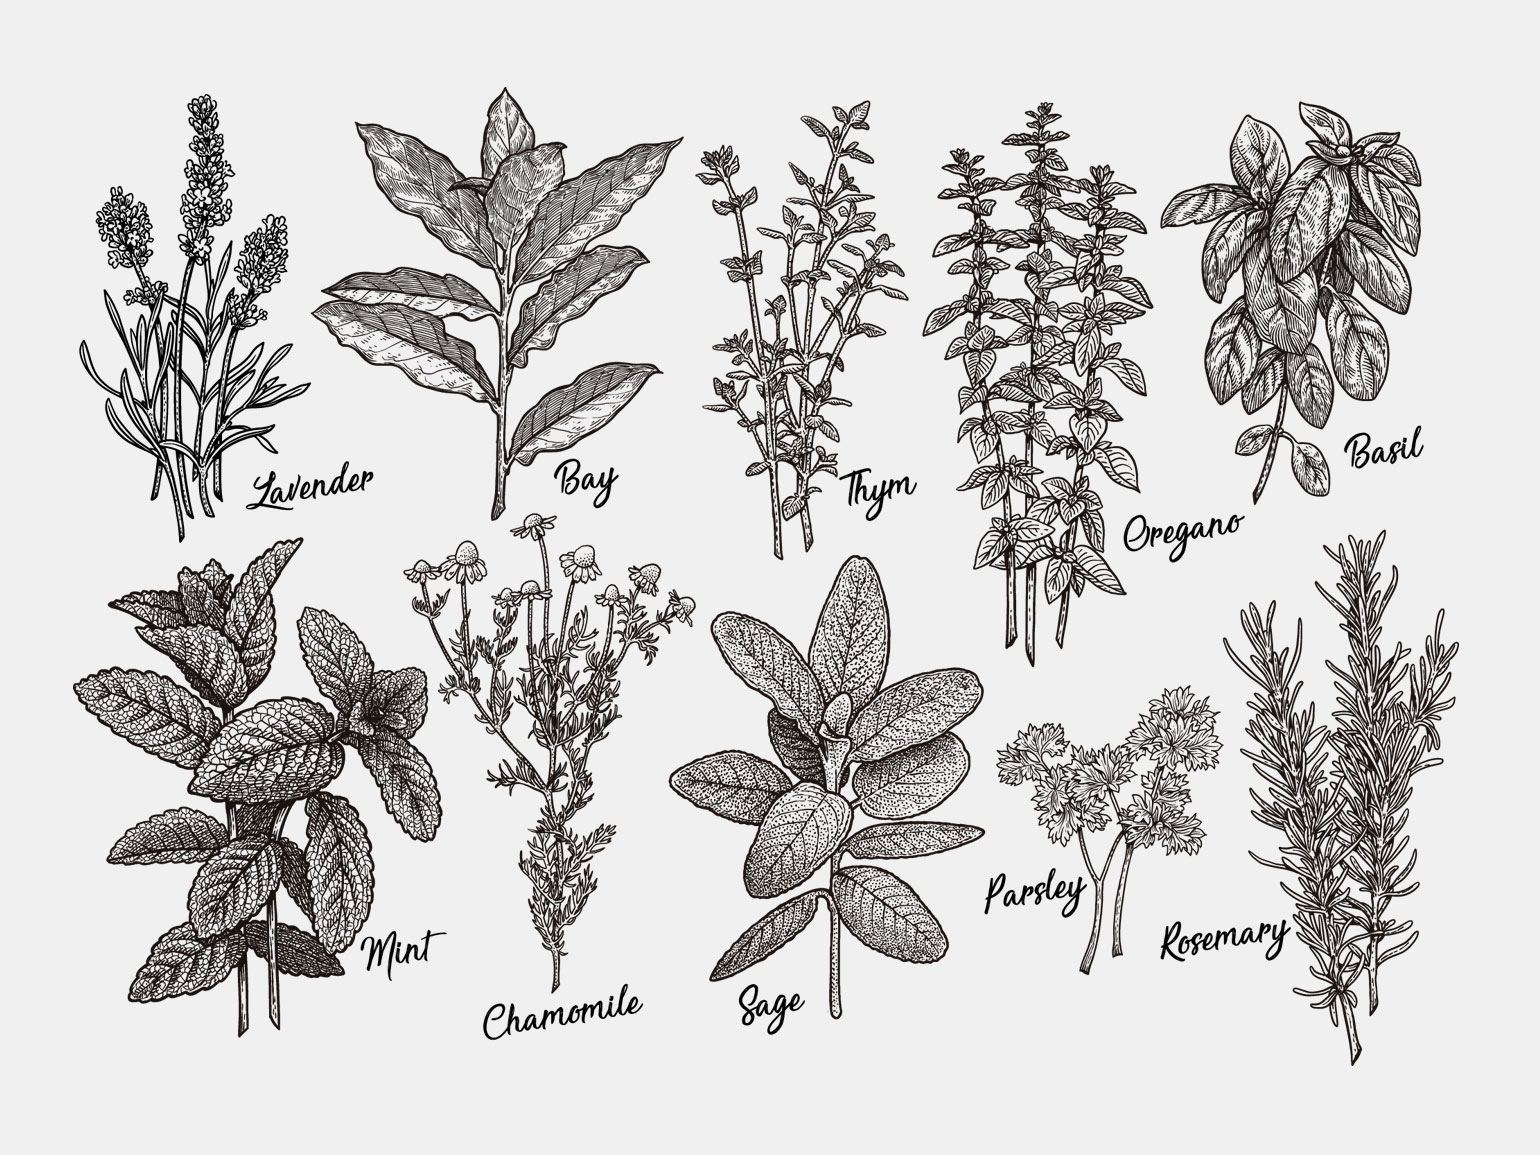 Lavender
Bay
Thym
Oregano
Basil
Mint
Chamomile
Sage
Parsley
Rosemary